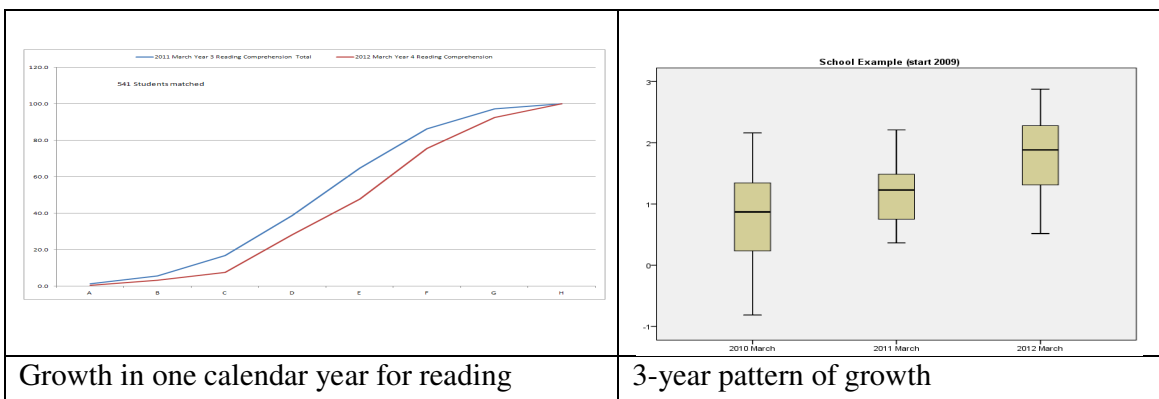 2011 March Year 3 Reading Comprehension Total 2012 March Year 4 Reading Comprehension
541 Students matched
120.0
100.0
80.0
60.0
40.0
20.0
0.0
A B C D E F G H
Growth in one calendar year for reading
School Example (start 2009)
3
2
1
0
-1
2010 March 2011 March 2012 March
3-year pattern of growth